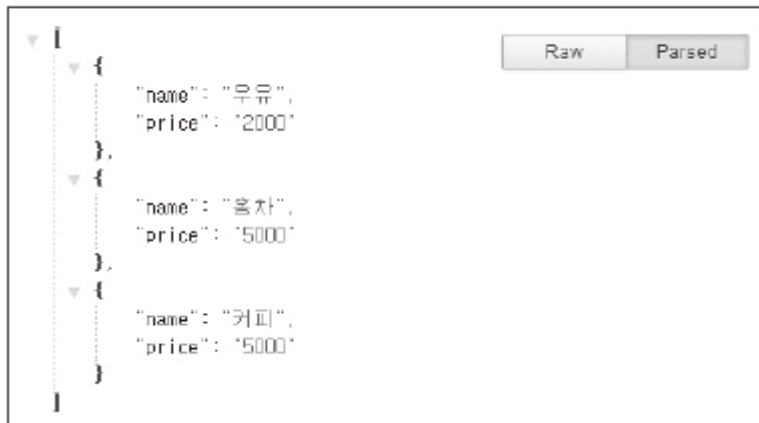 [
Raw Parsed
{
"name": "우유",
"price": "2000"
},
{
"name": "홍차",
"price": "5000"
},
{
"name": "커피",
"price": "5000"
}
]